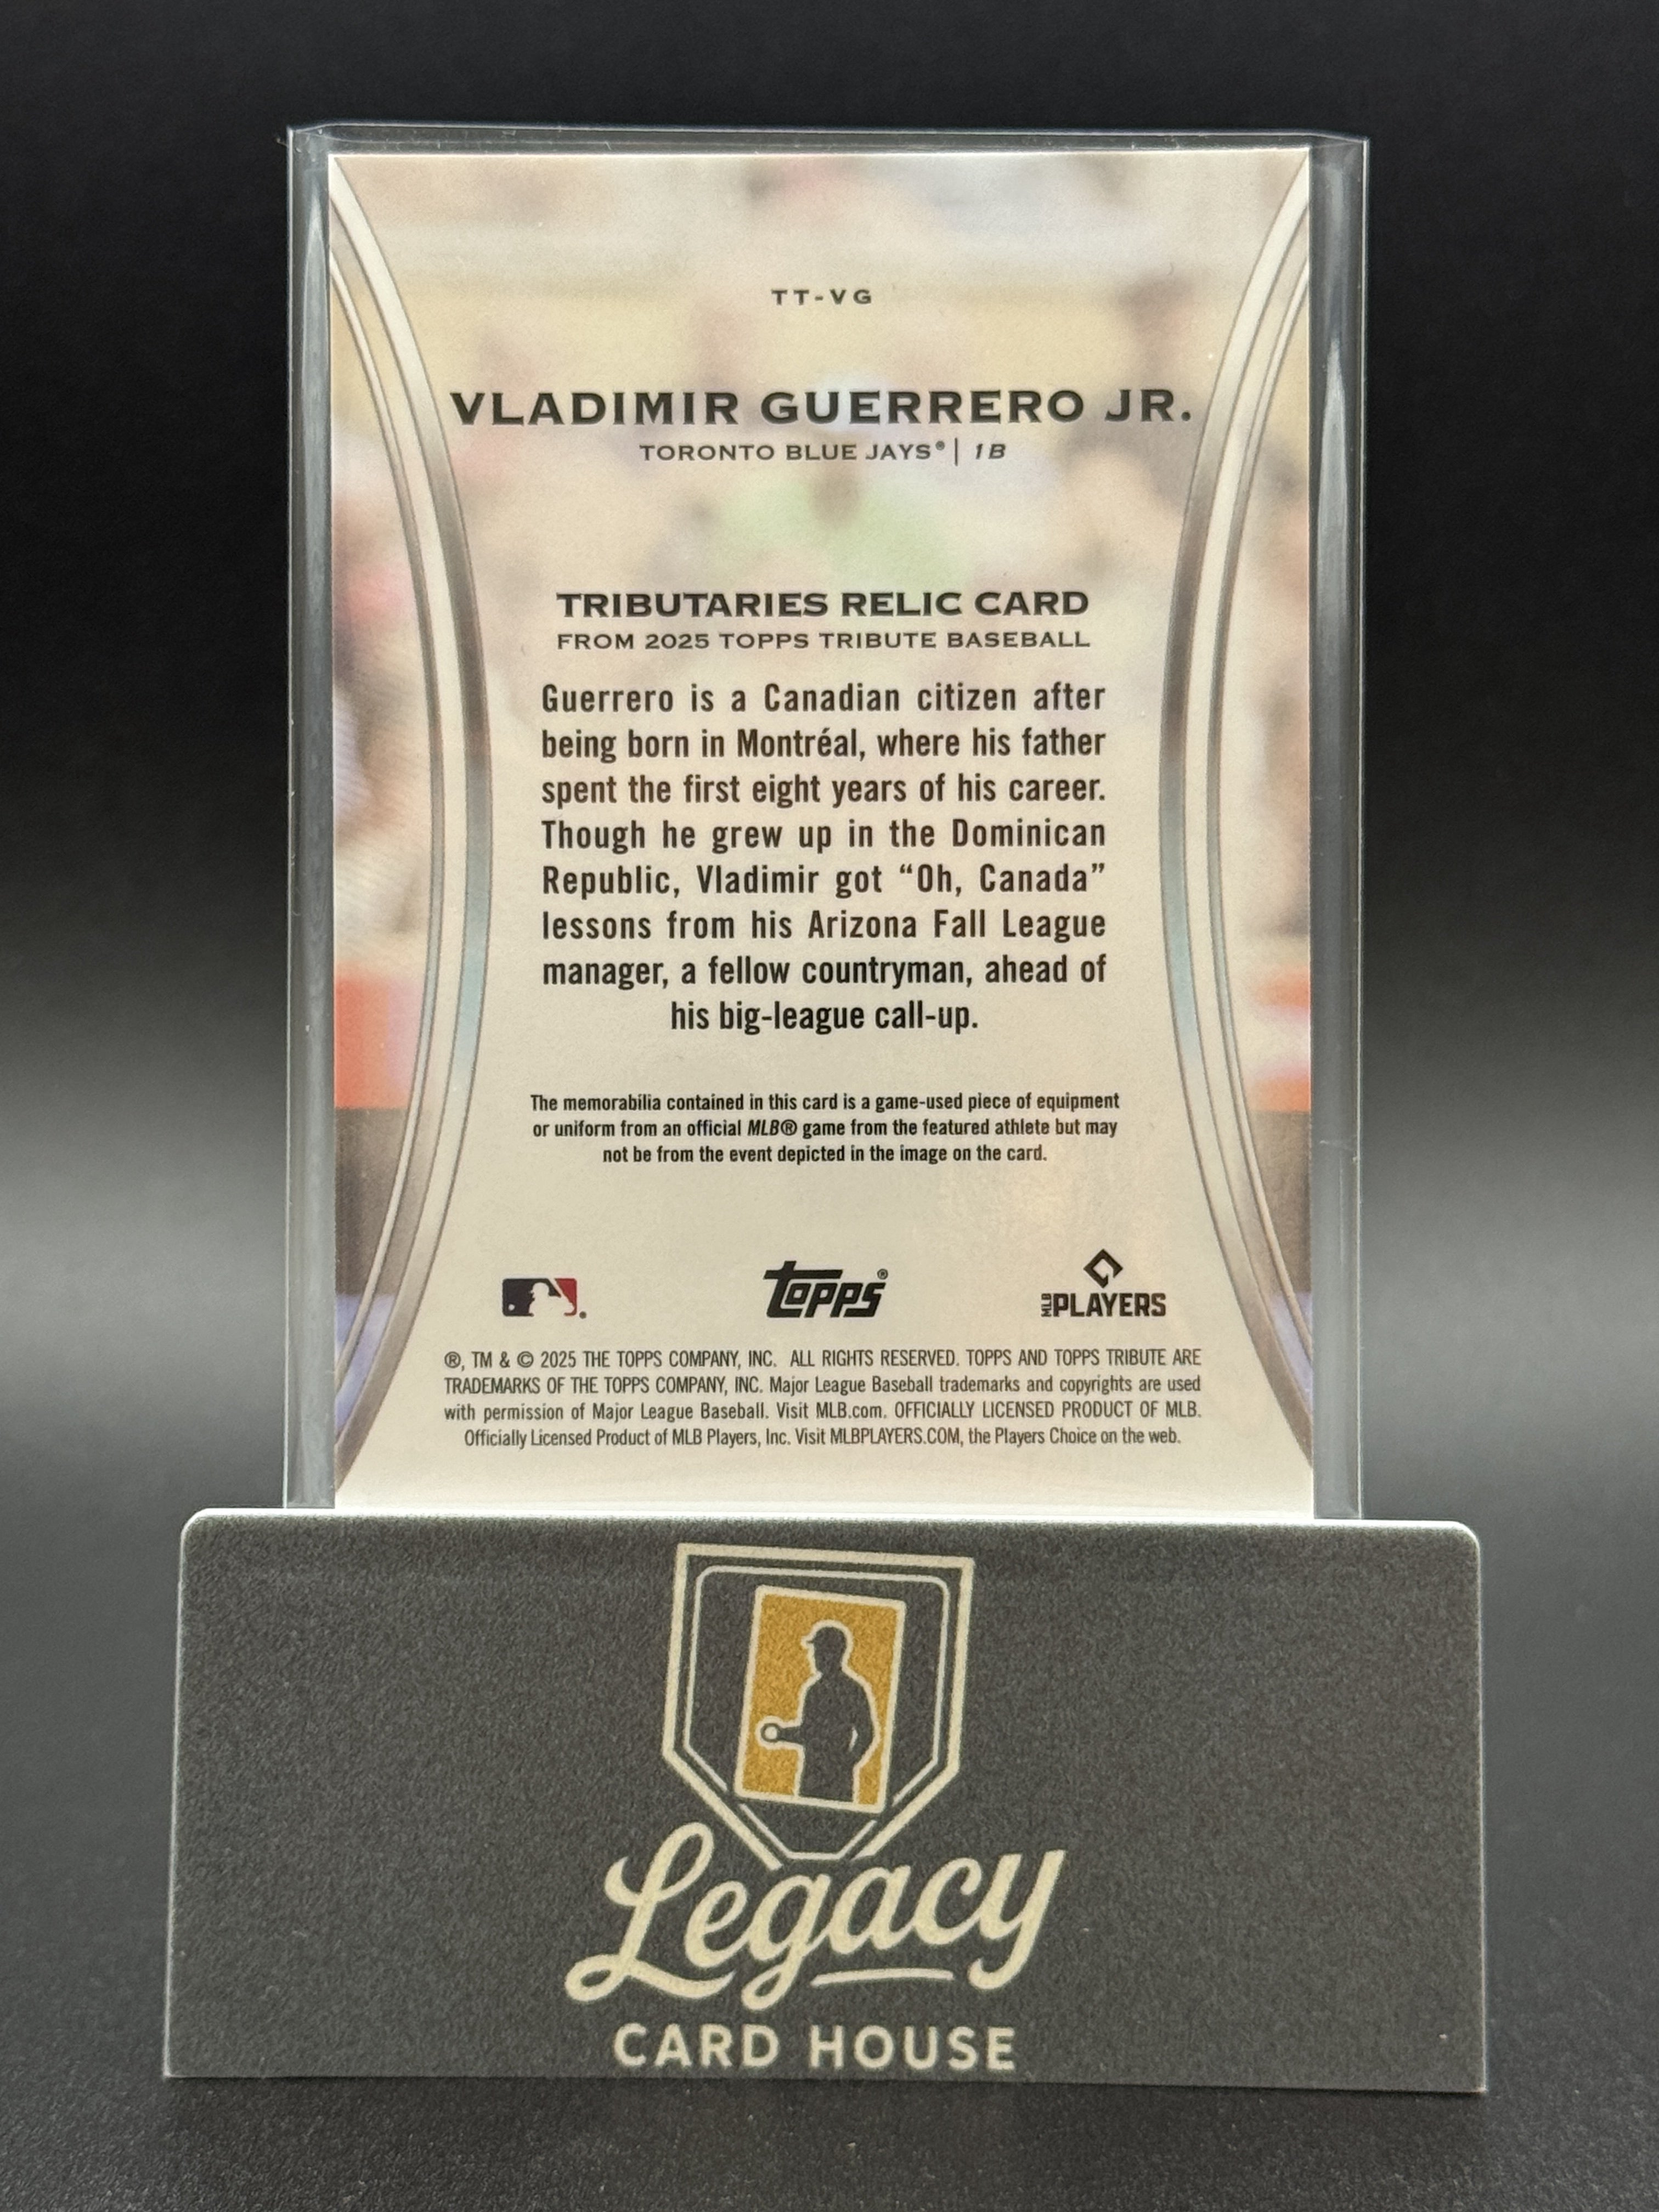 TT-VG
VLADIMIR GUERRERO JR.
TORONTO BLUE JAYS® | 1B
TRIBUTARIES RELIC CARD
FROM 2025 TOPPS TRIBUTE BASEBALL
Guerrero is a Canadian citizen after
being born in Montréal, where his father
spent the first eight years of his career.
Though he grew up in the Dominican
Republic, Vladimir got “Oh, Canada”
lessons from his Arizona Fall League
manager, a fellow countryman, ahead of
his big-league call-up.
The memorabilia contained in this card is a game-used piece of equipment
or uniform from an official MLB® game from the featured athlete but may
not be from the event depicted in the image on the card.
Topps®
MLB PLAYERS
®, TM & © 2025 THE TOPPS COMPANY, INC. ALL RIGHTS RESERVED. TOPPS AND TOPPS TRIBUTE ARE
TRADEMARKS OF THE TOPPS COMPANY, INC. Major League Baseball trademarks and copyrights are used
with permission of Major League Baseball. Visit MLB.com. OFFICIALLY LICENSED PRODUCT OF MLB.
Officially Licensed Product of MLB Players, Inc. Visit MLBPLAYERS.COM, the Players Choice on the web.
Legacy
CARD HOUSE